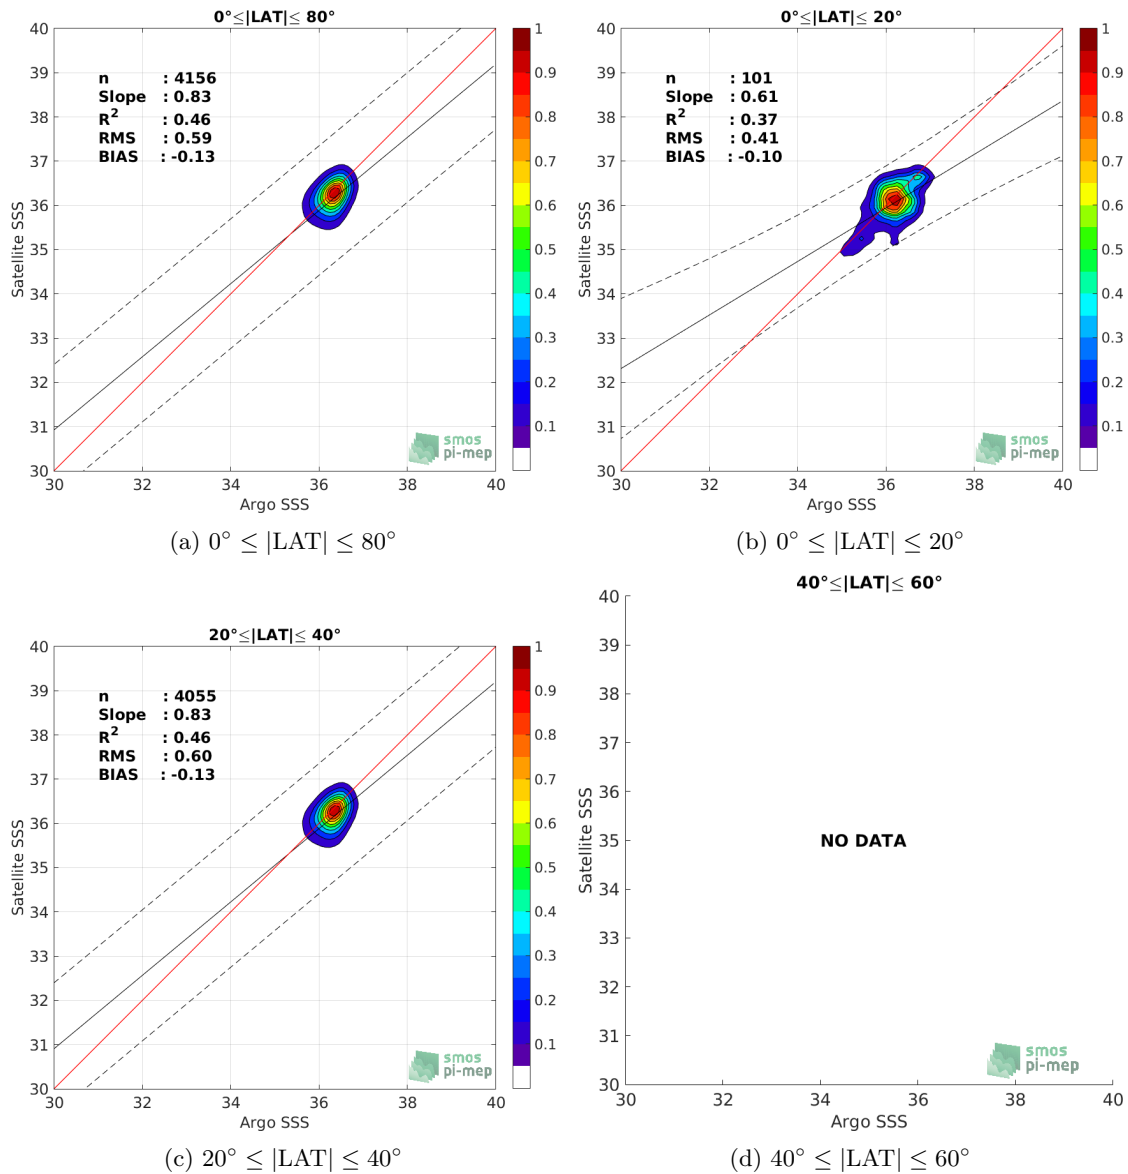 0°≤|LAT|≤ 80°
n : 4156
Slope : 0.83
R2 : 0.46
RMS : 0.59
BIAS : -0.13
40
39
38
37
36
35
34
33
32
31
30
Satellite SSS
30 32 34 36 38 40
Argo SSS
1
0.9
0.8
0.7
0.6
0.5
0.4
0.3
0.2
0.1
smos
pi-mep
(a) 0° ≤ |LAT| ≤ 80°
0°≤|LAT|≤ 20°
n : 101
Slope : 0.61
R2 : 0.37
RMS : 0.41
BIAS : -0.10
40
39
38
37
36
35
34
33
32
31
30
Satellite SSS
30 32 34 36 38 40
Argo SSS
1
0.9
0.8
0.7
0.6
0.5
0.4
0.3
0.2
0.1
smos
pi-mep
(b) 0° ≤ |LAT| ≤ 20°
20°≤|LAT|≤ 40°
n : 4055
Slope : 0.83
R2 : 0.46
RMS : 0.60
BIAS : -0.13
40
39
38
37
36
35
34
33
32
31
30
Satellite SSS
30 32 34 36 38 40
Argo SSS
1
0.9
0.8
0.7
0.6
0.5
0.4
0.3
0.2
0.1
smos
pi-mep
(c) 20° ≤ |LAT| ≤ 40°
40°≤|LAT|≤ 60°
40
39
38
37
36
35
34
33
32
31
30
Satellite SSS
NO DATA
30 32 34 36 38 40
Argo SSS
smos
pi-mep
(d) 40° ≤ |LAT| ≤ 60°